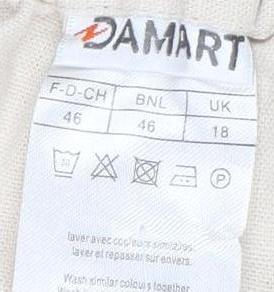 DAMART
F-D-CH BNL UK
46 46 18
30 P
laver avec couleurs similaires.
laver et repasser sur envers.
Wash similar colours together